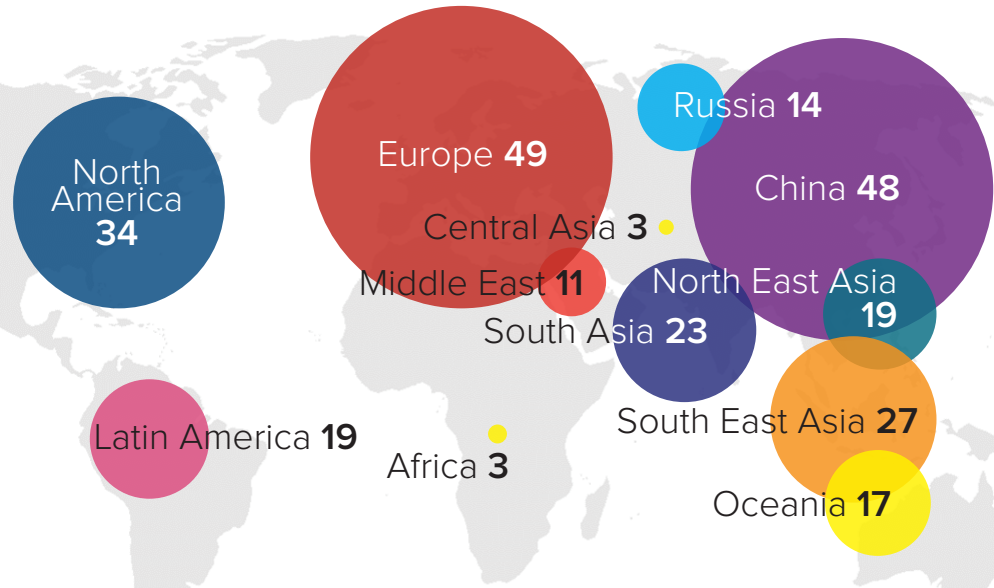 North
America
34
Europe 49
Russia 14
China 48
Central Asia 3
Middle East 11
North East Asia
19
South Asia 23
Latin America 19
South East Asia 27
Africa 3
Oceania 17